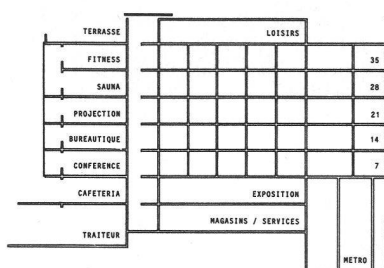 TERRASSE LOISIRS
FITNESS 35
SAUNA 28
PROJECTION 21
BUREAUTIQUE 14
CONFERENCE 7
CAFETERIA EXPOSITION
MAGASINS / SERVICES
TRAITEUR
METRO